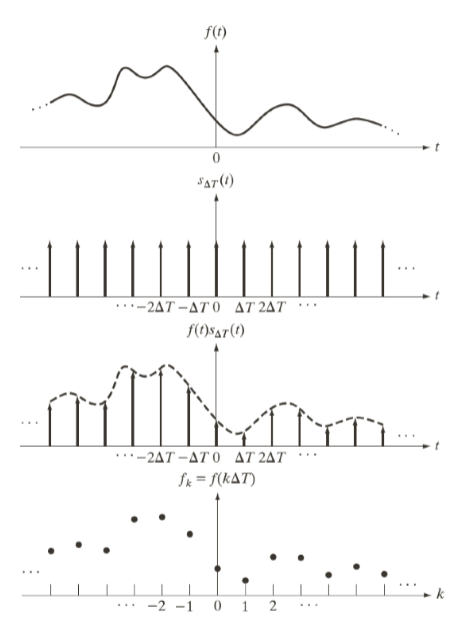 f(t)
t
0
s_ΔT(t)
... ...
t
···−2ΔT −ΔT 0 ΔT 2ΔT ···
f(t)s_ΔT(t)
... ...
t
···−2ΔT −ΔT 0 ΔT 2ΔT ···
f_k = f(kΔT)
... ...
k
··· −2 −1 0 1 2 ···